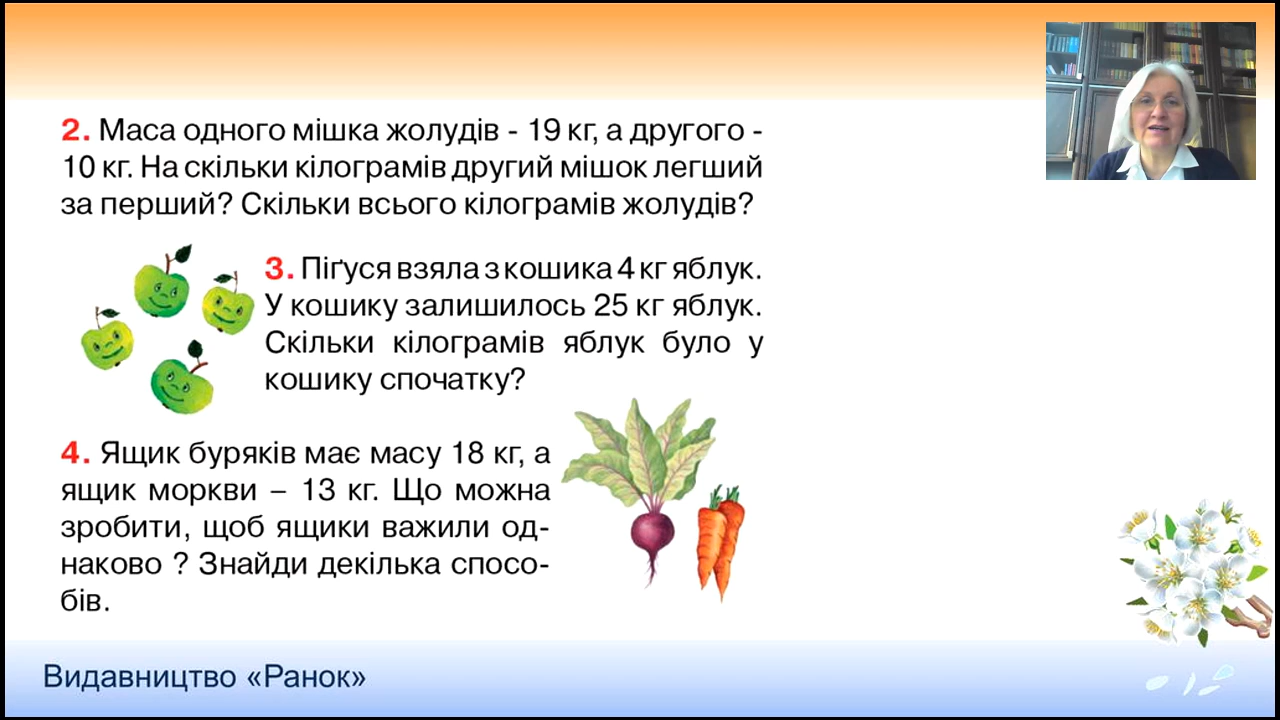 2. Маса одного мішка жолудів - 19 кг, а другого -
10 кг. На скільки кілограмів другий мішок легший
за перший? Скільки всього кілограмів жолудів?
3. Піґуся взяла з кошика 4 кг яблук.
У кошику залишилось 25 кг яблук.
Скільки кілограмів яблук було у
кошику спочатку?
4. Ящик буряків має масу 18 кг, а
ящик моркви – 13 кг. Що можна
зробити, щоб ящики важили од-
наково ? Знайди декілька спосо-
бів.
Видавництво «Ранок»